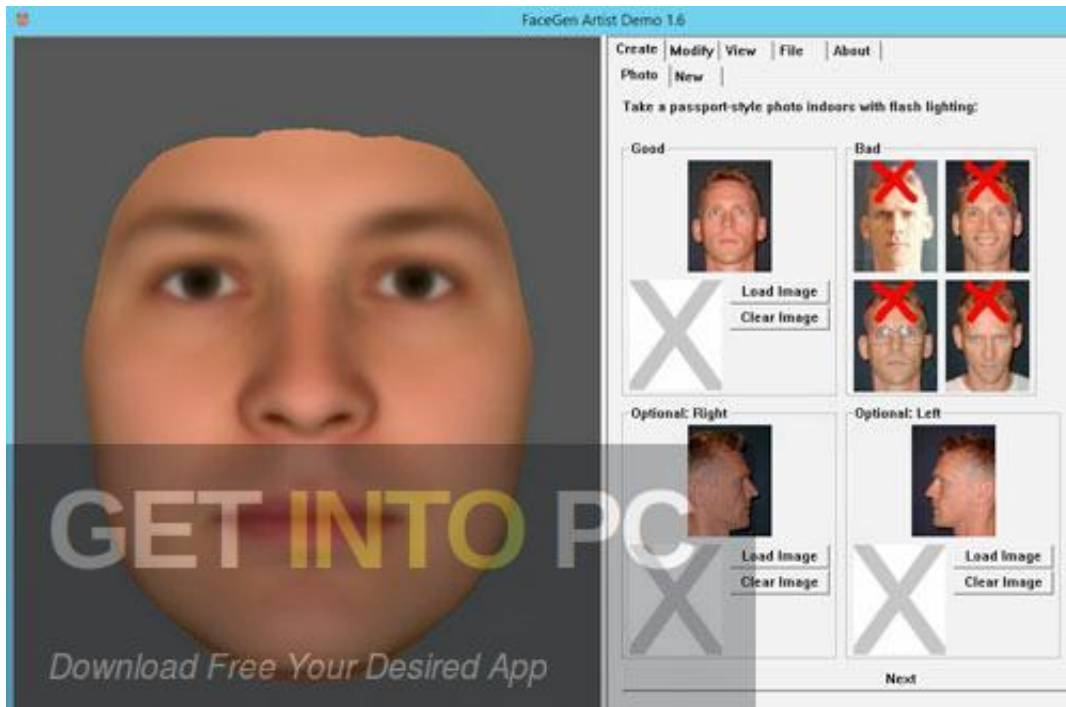 FaceGen Artist Demo 1.6
Create Modify View File About
Photo New
Take a passport-style photo indoors with flash lighting:
Good
Bad
Load Image
Clear Image
Optional: Right
Optional: Left
Load Image
Clear Image
Load Image
Clear Image
GET INTO PC
Download Free Your Desired App
Next